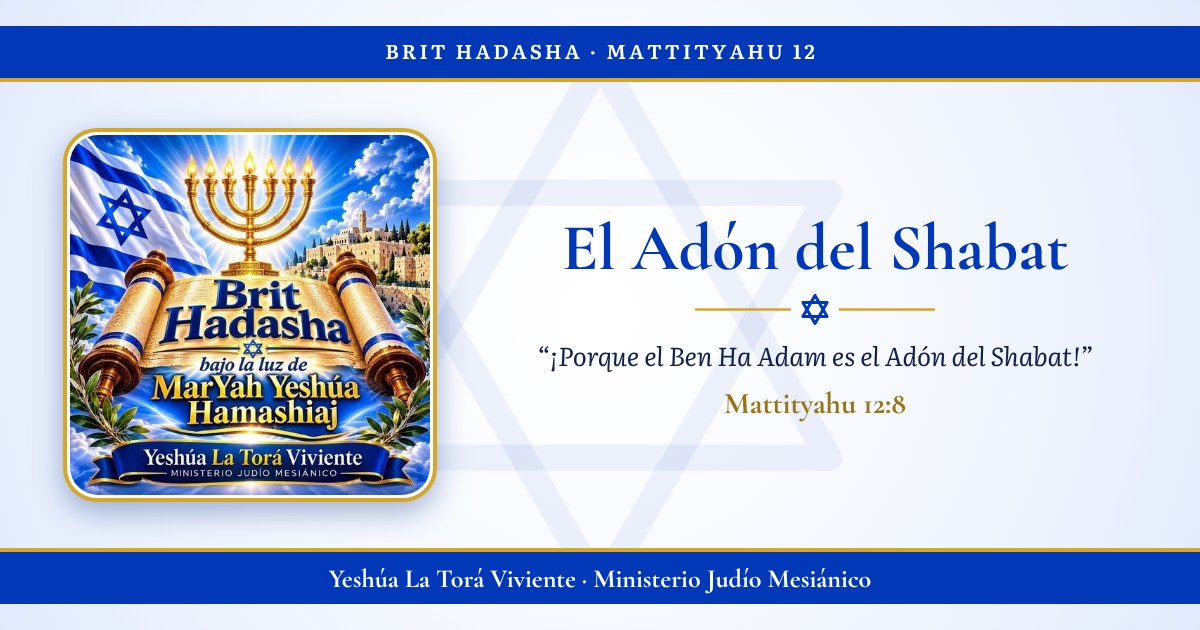 BRIT HADASHA · MATTITYAHU 12
Brit
Hadasha
bajo la luz de
MarYah Yeshúa
Hamashiaj
Yeshúa La Torá Viviente
MINISTERIO JUDÍO MESIÁNICO
El Adón del Shabat
“¡Porque el Ben Ha Adam es el Adón del Shabat!”
Mattityahu 12:8
Yeshúa La Torá Viviente · Ministerio Judío Mesiánico